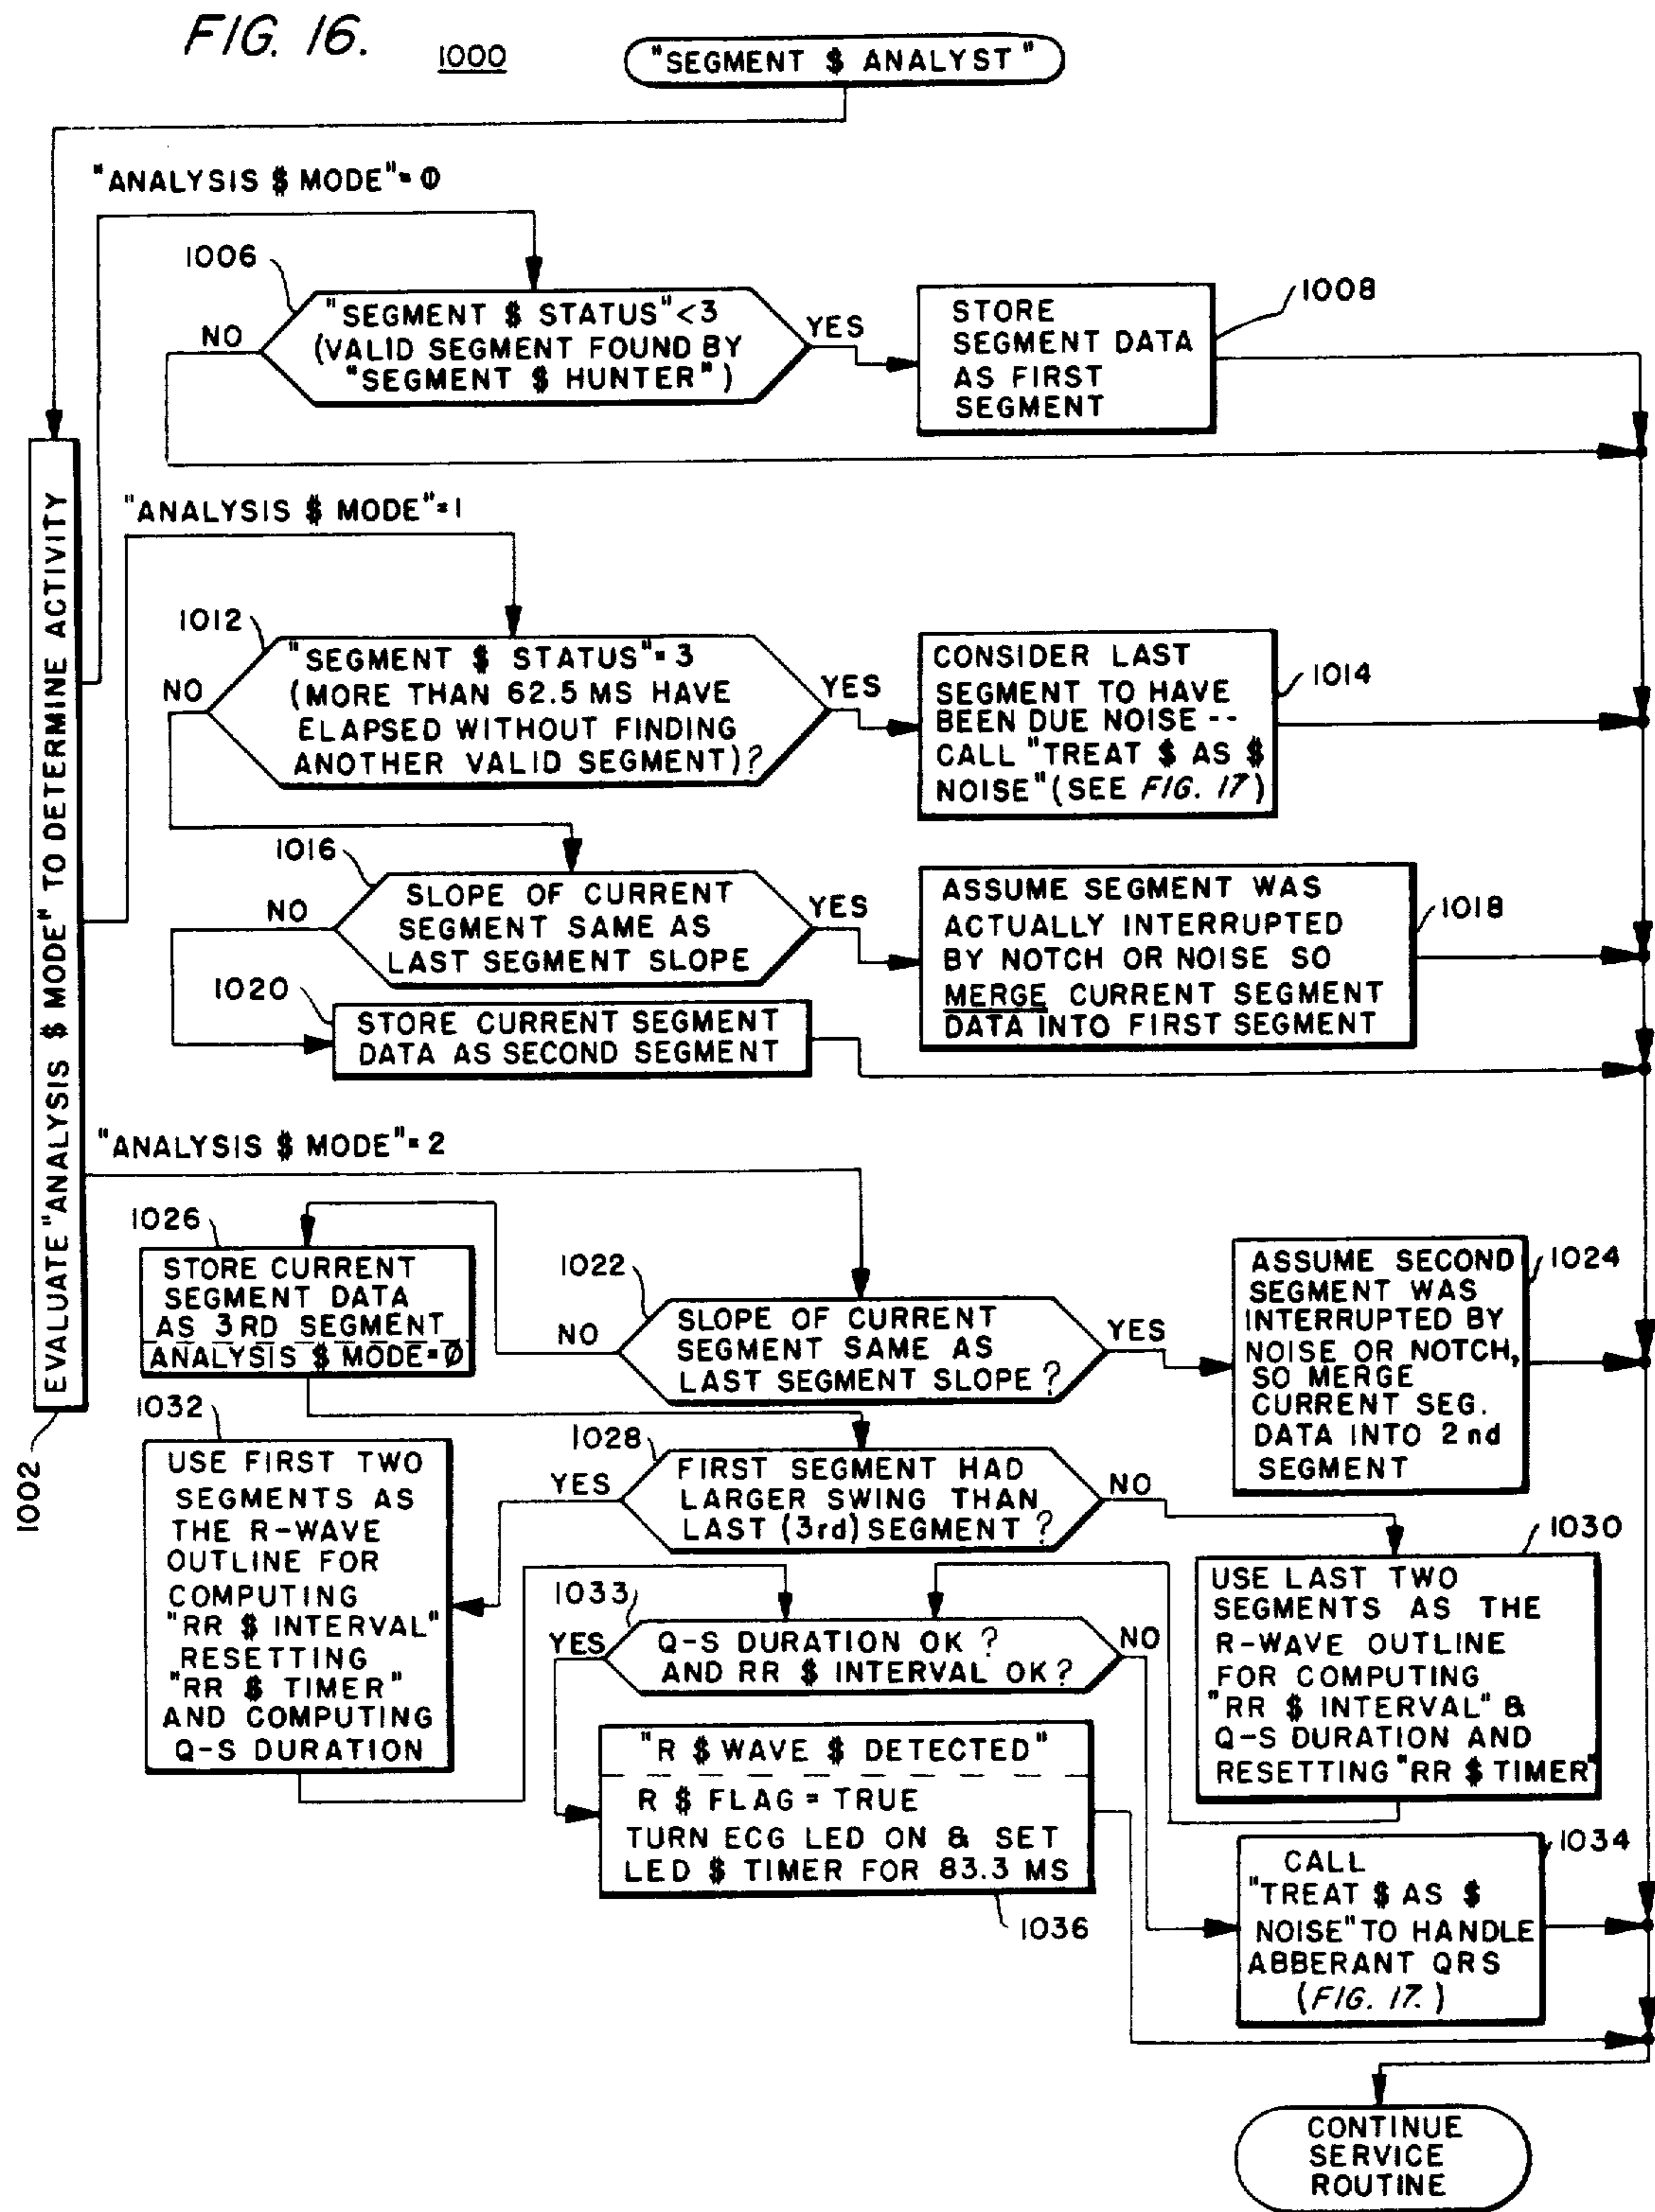 FIG. 16.
1000
"SEGMENT $ ANALYST"
"ANALYSIS $ MODE"=0
1006
"SEGMENT $ STATUS"<3
(VALID SEGMENT FOUND BY
"SEGMENT $ HUNTER")
NO
YES
STORE
SEGMENT DATA
AS FIRST
SEGMENT
1008
EVALUATE "ANALYSIS $ MODE" TO DETERMINE ACTIVITY
1002
"ANALYSIS $ MODE"=1
1012
"SEGMENT $ STATUS"=3
(MORE THAN 62.5 MS HAVE
ELAPSED WITHOUT FINDING
ANOTHER VALID SEGMENT)?
NO
YES
CONSIDER LAST
SEGMENT TO HAVE
BEEN DUE NOISE --
CALL "TREAT $ AS $
NOISE" (SEE FIG. 17)
1014
1016
SLOPE OF CURRENT
SEGMENT SAME AS
LAST SEGMENT SLOPE
NO
YES
ASSUME SEGMENT WAS
ACTUALLY INTERRUPTED
BY NOTCH OR NOISE SO
MERGE CURRENT SEGMENT
DATA INTO FIRST SEGMENT
1018
1020
STORE CURRENT SEGMENT
DATA AS SECOND SEGMENT
"ANALYSIS $ MODE"=2
1026
STORE CURRENT
SEGMENT DATA
AS 3RD SEGMENT
ANALYSIS $ MODE=Ø
1022
SLOPE OF CURRENT
SEGMENT SAME AS
LAST SEGMENT SLOPE?
NO
YES
ASSUME SECOND
SEGMENT WAS
INTERRUPTED BY
NOISE OR NOTCH,
SO MERGE
CURRENT SEG.
DATA INTO 2nd
SEGMENT
1024
1032
USE FIRST TWO
SEGMENTS AS
THE R-WAVE
OUTLINE FOR
COMPUTING
"RR $ INTERVAL"
RESETTING
"RR $ TIMER"
AND COMPUTING
Q-S DURATION
1028
FIRST SEGMENT HAD
LARGER SWING THAN
LAST (3rd) SEGMENT?
YES
NO
1030
USE LAST TWO
SEGMENTS AS THE
R-WAVE OUTLINE
FOR COMPUTING
"RR $ INTERVAL" &
Q-S DURATION AND
RESETTING "RR $ TIMER"
1033
Q-S DURATION OK?
AND RR $ INTERVAL OK?
YES
NO
"R $ WAVE $ DETECTED"
R $ FLAG = TRUE
TURN ECG LED ON & SET
LED $ TIMER FOR 83.3 MS
1036
1034
CALL
"TREAT $ AS $
NOISE" TO HANDLE
ABBERANT QRS
(FIG. 17.)
CONTINUE
SERVICE
ROUTINE